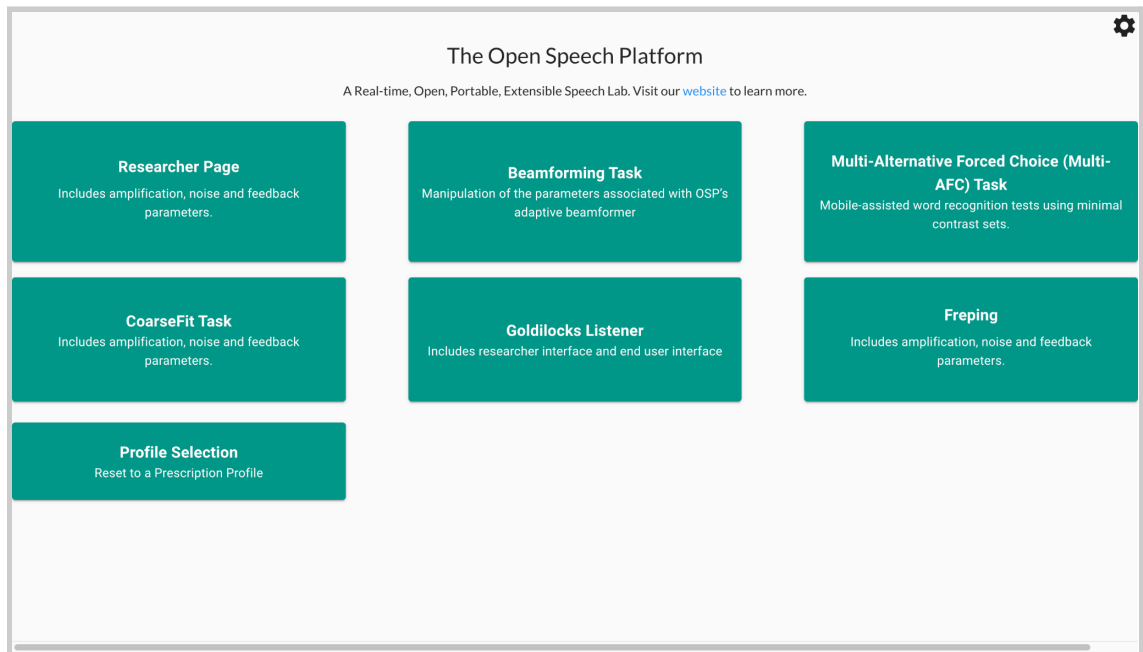 The Open Speech Platform
A Real-time, Open, Portable, Extensible Speech Lab. Visit our website to learn more.
Researcher Page
Includes amplification, noise and feedback
parameters.
Beamforming Task
Manipulation of the parameters associated with OSP's
adaptive beamformer
Multi-Alternative Forced Choice (Multi-
AFC) Task
Mobile-assisted word recognition tests using minimal
contrast sets.
CoarseFit Task
Includes amplification, noise and feedback
parameters.
Goldilocks Listener
Includes researcher interface and end user interface
Freping
Includes amplification, noise and feedback
parameters.
Profile Selection
Reset to a Prescription Profile